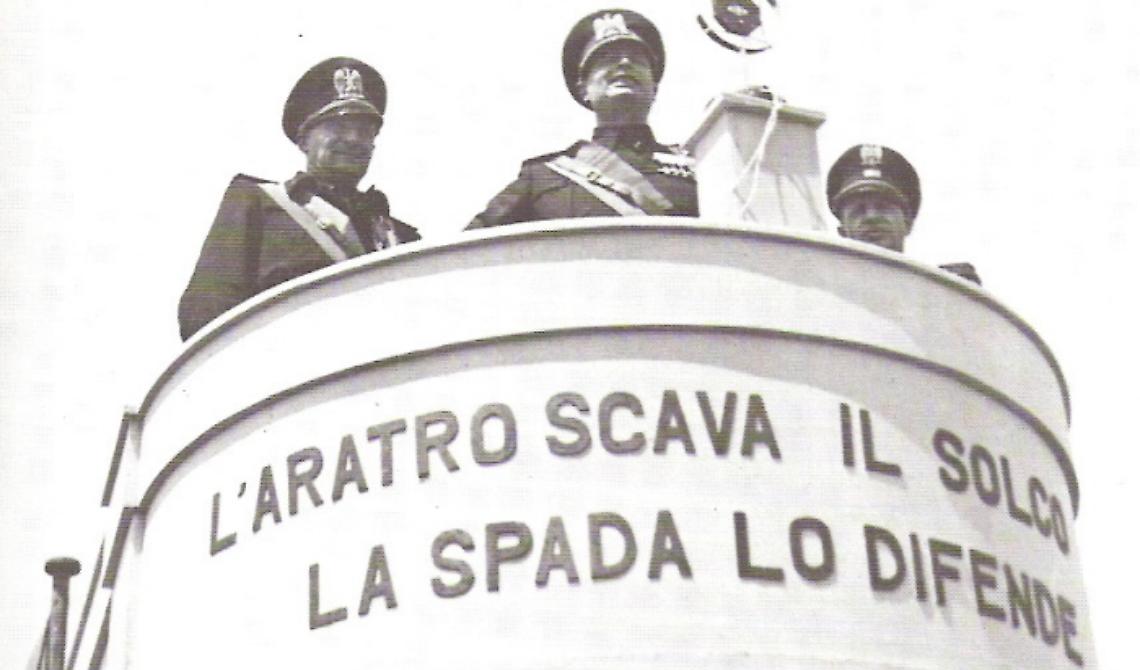 L'ARATRO SCAVA IL SOLCO
LA SPADA LO DIFENDE